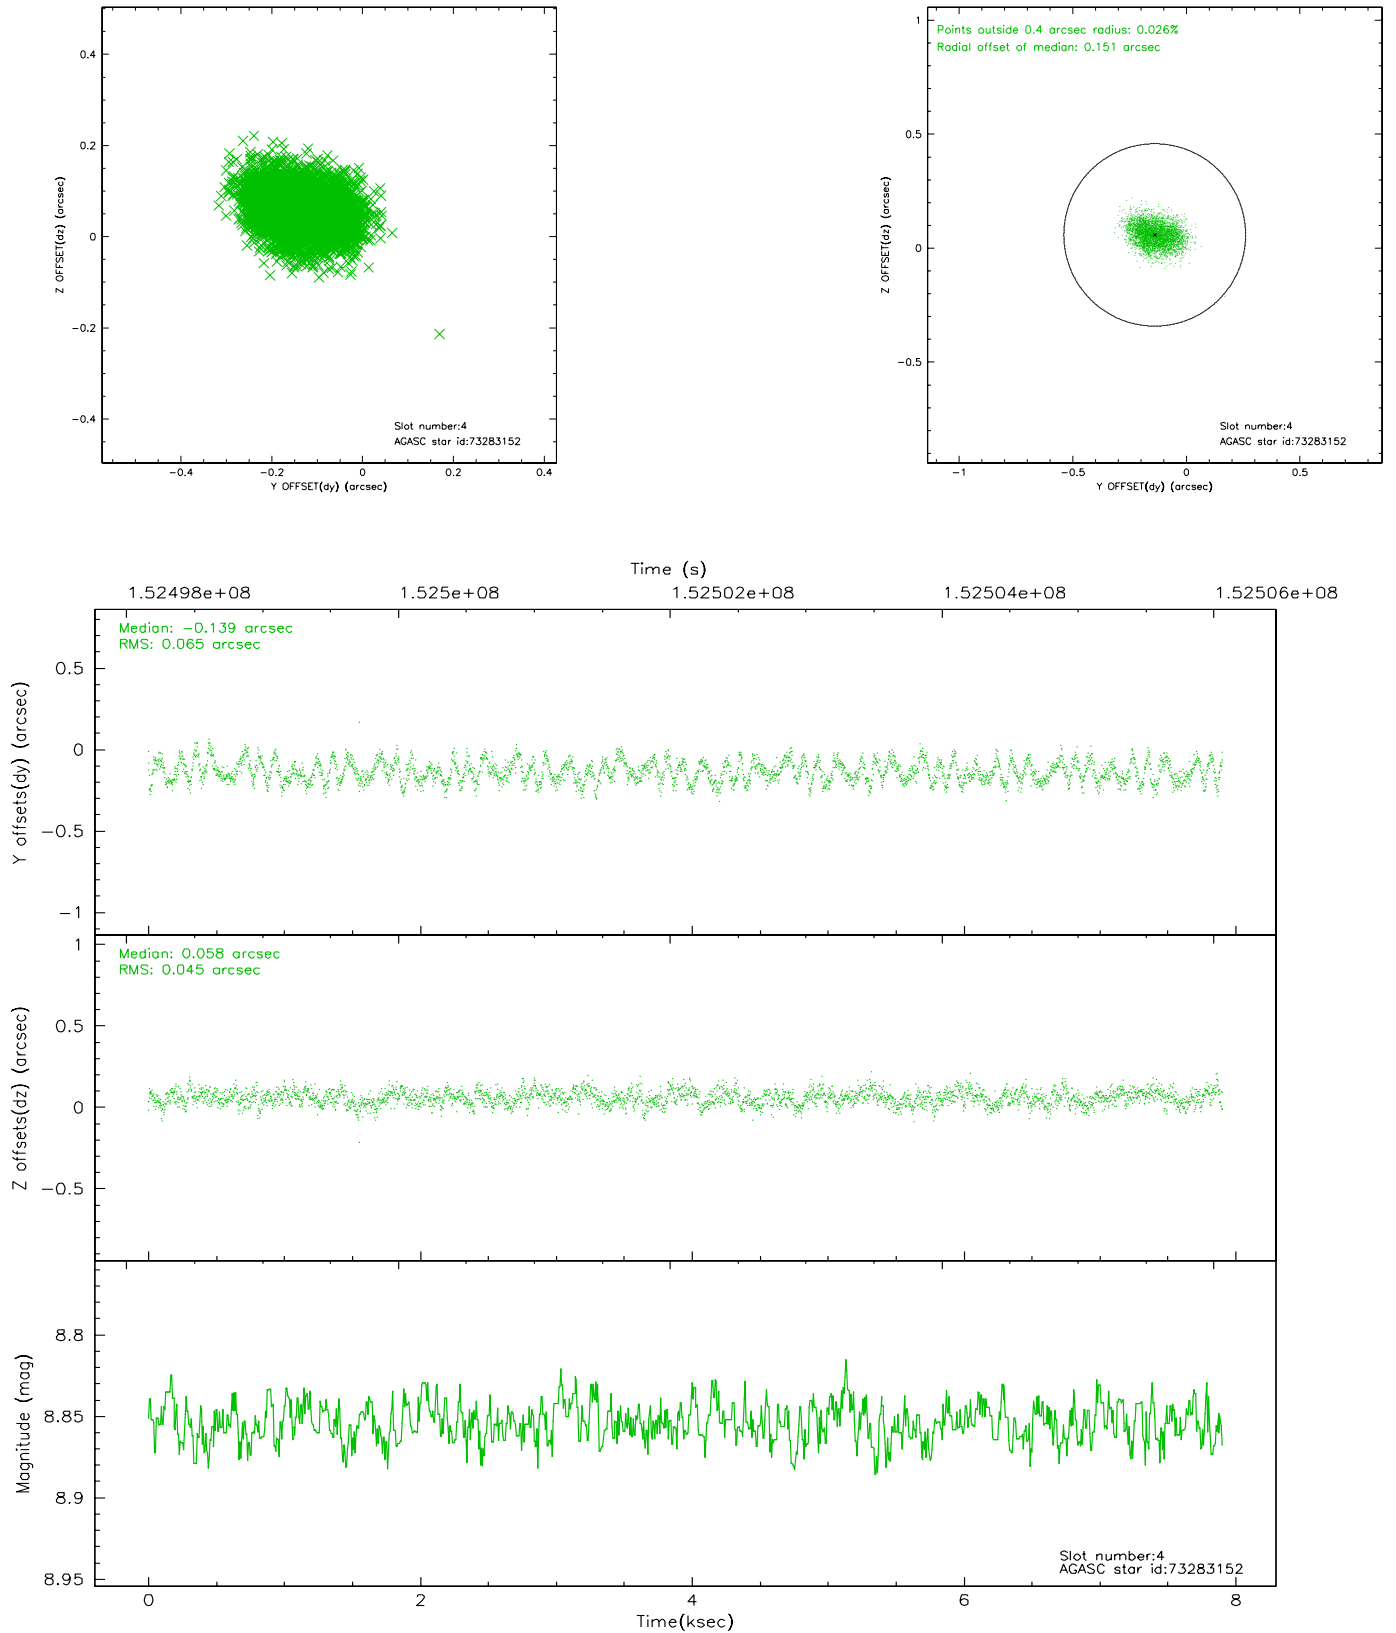 0.4
0.2
0
-0.2
-0.4
Z OFFSET(dz) (arcsec)
-0.4 -0.2 0 0.2 0.4
Y OFFSET(dy) (arcsec)
Slot number:4
AGASC star id:73283152
Points outside 0.4 arcsec radius: 0.026%
Radial offset of median: 0.151 arcsec
1
0.5
0
-0.5
Z OFFSET(dz) (arcsec)
-1 -0.5 0 0.5
Y OFFSET(dy) (arcsec)
Slot number:4
AGASC star id:73283152
Time (s)
1.52498e+08 1.525e+08 1.52502e+08 1.52504e+08 1.52506e+08
Median: -0.139 arcsec
RMS: 0.065 arcsec
0.5
0
-0.5
-1
Y offsets(dy) (arcsec)
Median: 0.058 arcsec
RMS: 0.045 arcsec
1
0.5
0
-0.5
Z offsets(dz) (arcsec)
8.8
8.85
8.9
8.95
Magnitude (mag)
Slot number:4
AGASC star id:73283152
0 2 4 6 8
Time(ksec)